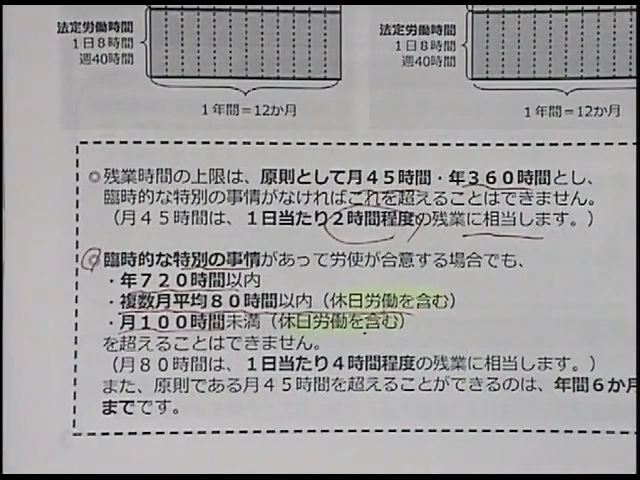 法定労働時間
１日８時間
週40時間
１年間＝12か月
法定労働時間
１日８時間
週40時間
１年間＝12か月
◎残業時間の上限は、原則として月４５時間・年３６０時間とし、
臨時的な特別の事情がなければこれを超えることはできません。
（月４５時間は、１日当たり２時間程度の残業に相当します。）
◎臨時的な特別の事情があって労使が合意する場合でも、
・年７２０時間以内
・複数月平均８０時間以内（休日労働を含む）
・月１００時間未満（休日労働を含む）
を超えることはできません。
（月８０時間は、１日当たり４時間程度の残業に相当します。）
また、原則である月４５時間を超えることができるのは、年間６か月
までです。